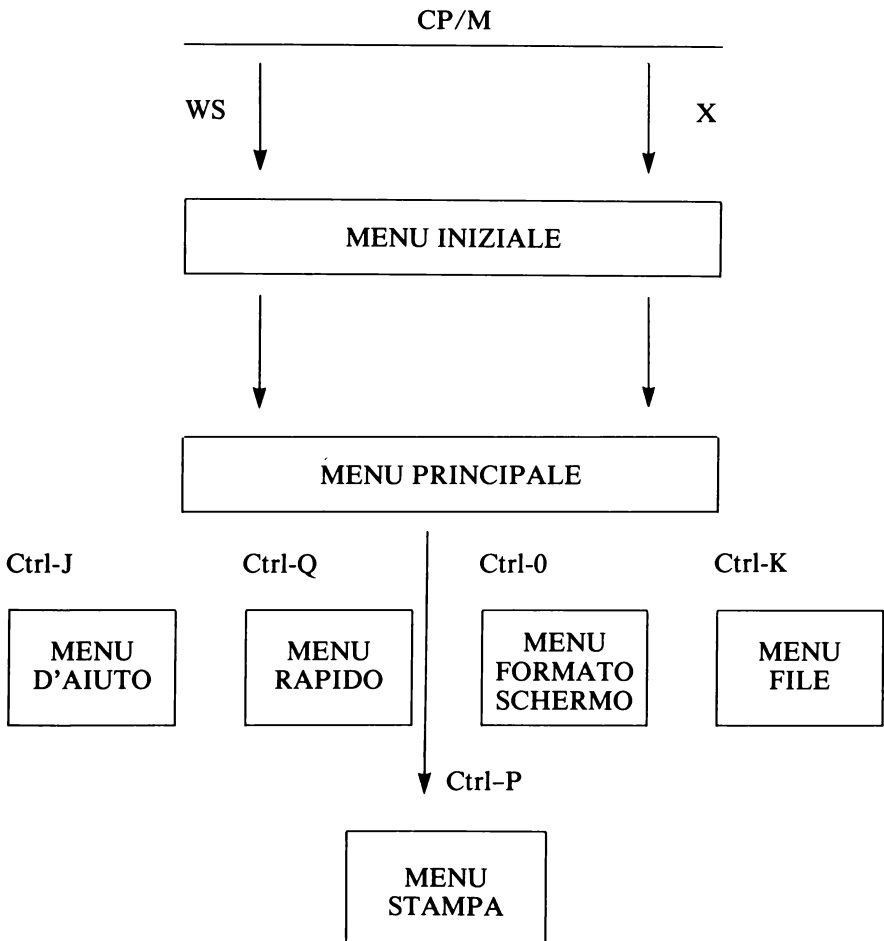 CP/M
WS
X
MENU INIZIALE
MENU PRINCIPALE
Ctrl-J
Ctrl-Q
Ctrl-0
Ctrl-K
MENU
D'AIUTO
MENU
RAPIDO
MENU
FORMATO
SCHERMO
MENU
FILE
Ctrl-P
MENU
STAMPA